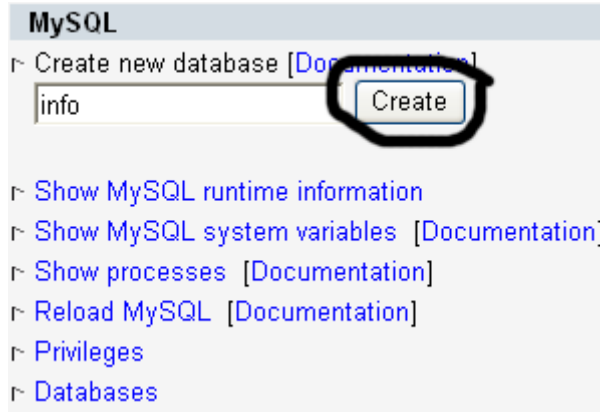 MySQL
Create new database [Documentation]
info Create
Show MySQL runtime information
Show MySQL system variables [Documentation]
Show processes [Documentation]
Reload MySQL [Documentation]
Privileges
Databases